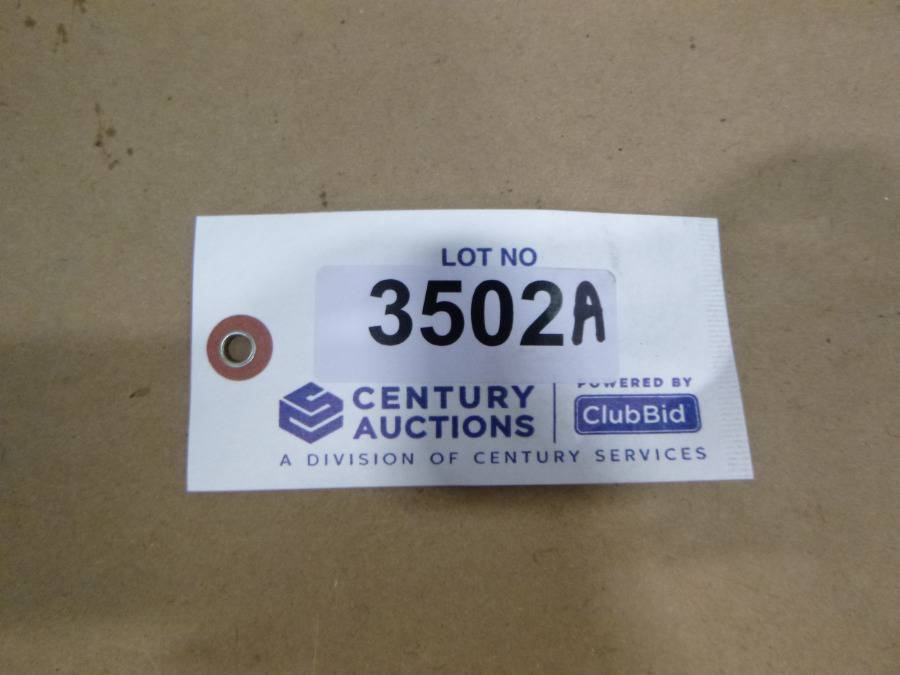 LOT NO
3502A
CENTURY AUCTIONS
POWERED BY
ClubBid
A DIVISION OF CENTURY SERVICES